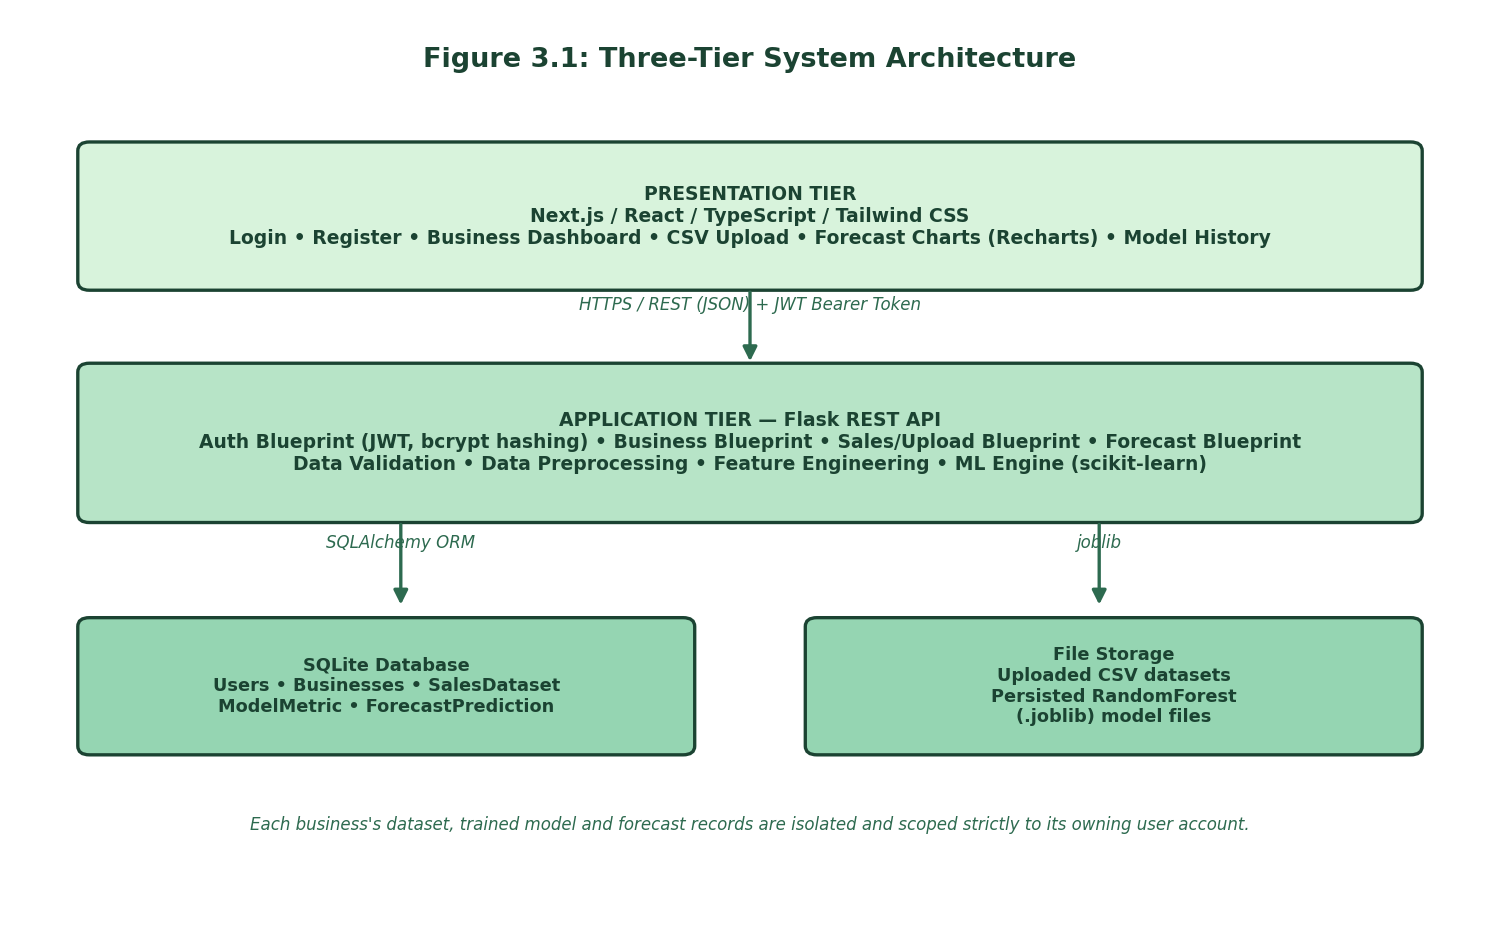 Figure 3.1: Three-Tier System Architecture
PRESENTATION TIER
Next.js / React / TypeScript / Tailwind CSS
Login • Register • Business Dashboard • CSV Upload • Forecast Charts (Recharts) • Model History
HTTPS / REST (JSON) + JWT Bearer Token
APPLICATION TIER — Flask REST API
Auth Blueprint (JWT, bcrypt hashing) • Business Blueprint • Sales/Upload Blueprint • Forecast Blueprint
Data Validation • Data Preprocessing • Feature Engineering • ML Engine (scikit-learn)
SQLAlchemy ORM
joblib
SQLite Database
Users • Businesses • SalesDataset
ModelMetric • ForecastPrediction
File Storage
Uploaded CSV datasets
Persisted RandomForest
(.joblib) model files
Each business's dataset, trained model and forecast records are isolated and scoped strictly to its owning user account.